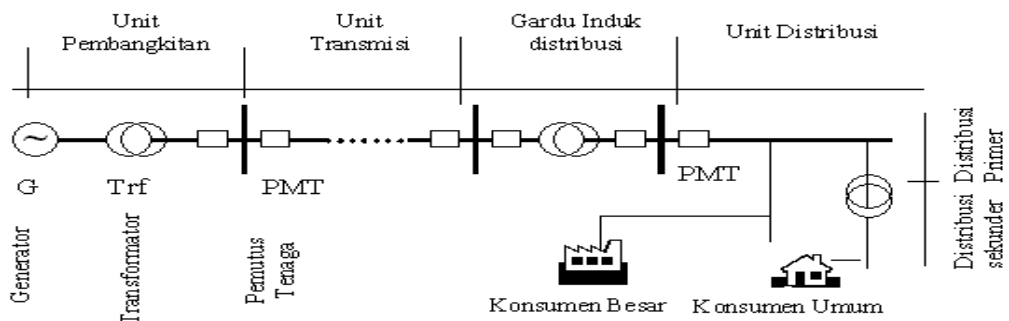 Unit
Pembangkitan
Unit
Transmisi
Gardu Induk
distribusi
Unit Distribusi
~
G
Trf
PMT
PMT
Generator
Transformator
Pemutus
Tenaga
Distribusi Distribusi
sekunder Primer
Konsumen Besar
Konsumen Umum